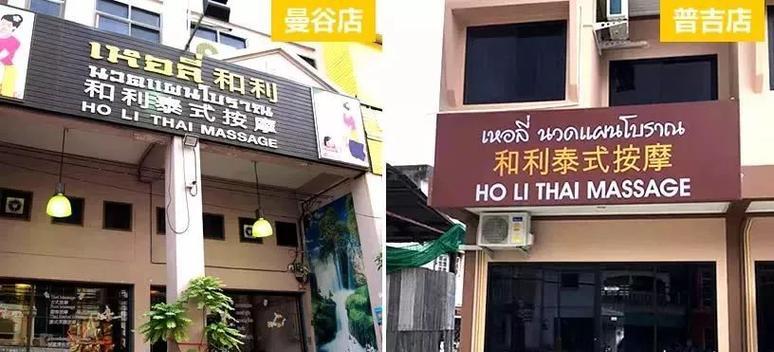 曼谷店
เหอลี่ 和利
นวดแผนโบราณ
和利泰式按摩
HO LI THAI MASSAGE
Thai Massage
普吉店
เหอลี่ นวดแผนโบราณ
和利泰式按摩
HO LI THAI MASSAGE